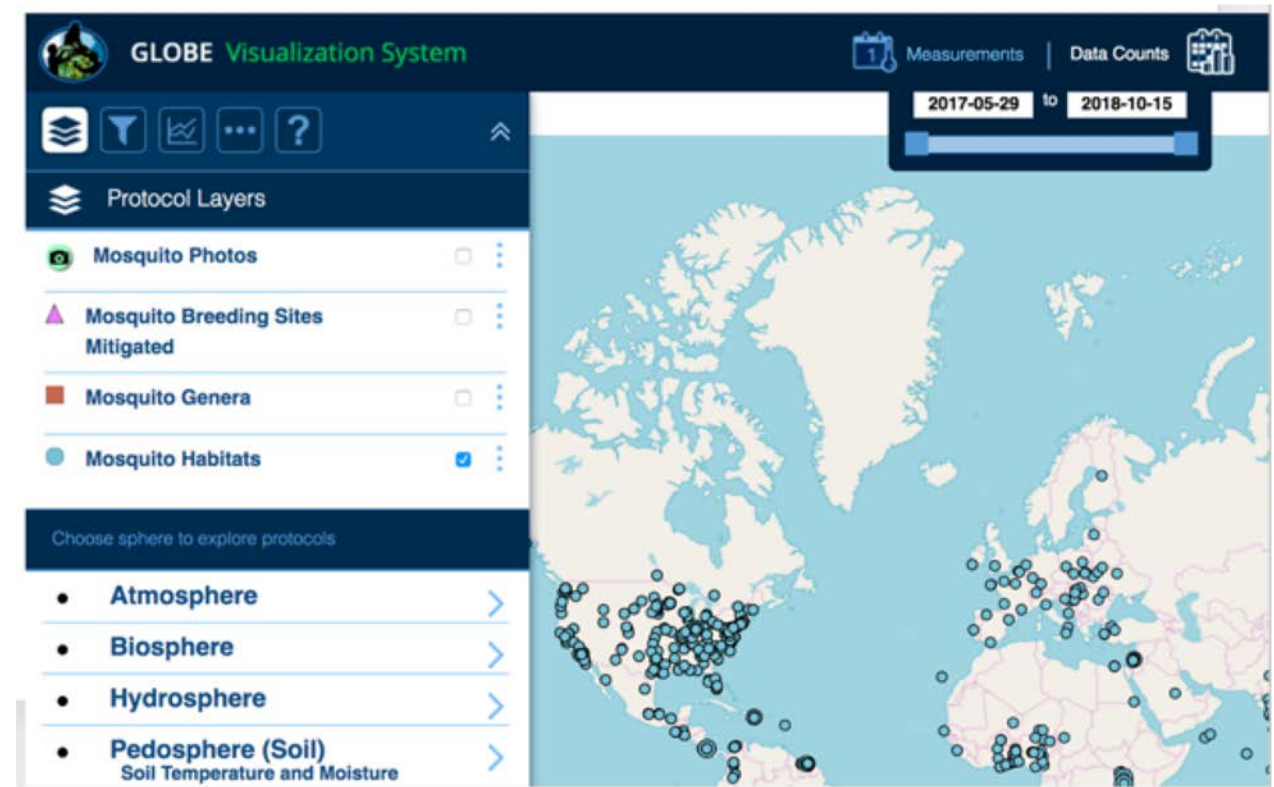 GLOBE Visualization System
1 Measurements | Data Counts
2017-05-29 to 2018-10-15
?
Protocol Layers
Mosquito Photos
Mosquito Breeding Sites
Mitigated
Mosquito Genera
Mosquito Habitats
Choose sphere to explore protocols
Atmosphere
Biosphere
Hydrosphere
Pedosphere (Soil)
Soil Temperature and Moisture